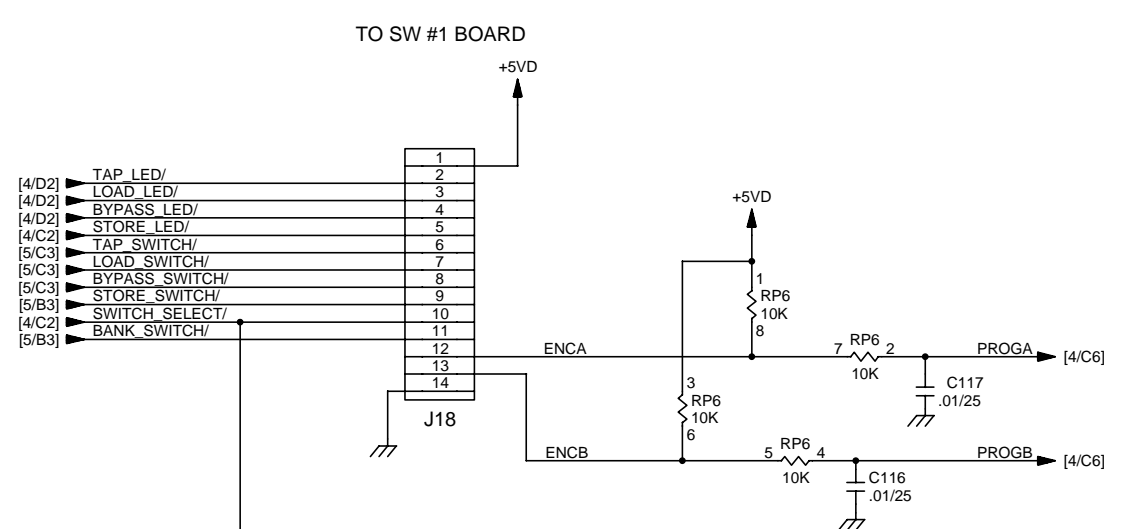 TO SW #1 BOARD
+5VD
1
[4/D2] TAP_LED/ 2
[4/D2] LOAD_LED/ 3
[4/D2] BYPASS_LED/ 4
[4/C2] STORE_LED/ 5
[5/C3] TAP_SWITCH/ 6
[5/C3] LOAD_SWITCH/ 7
[5/C3] BYPASS_SWITCH/ 8
[5/B3] STORE_SWITCH/ 9
[4/C2] SWITCH_SELECT/ 10
[5/B3] BANK_SWITCH/ 11
12
13
14
J18
+5VD
1
RP6
10K
8
ENCA
7 RP6 2
10K
PROGA [4/C6]
C117
.01/25
3
RP6
10K
6
ENCB
5 RP6 4
10K
PROGB [4/C6]
C116
.01/25